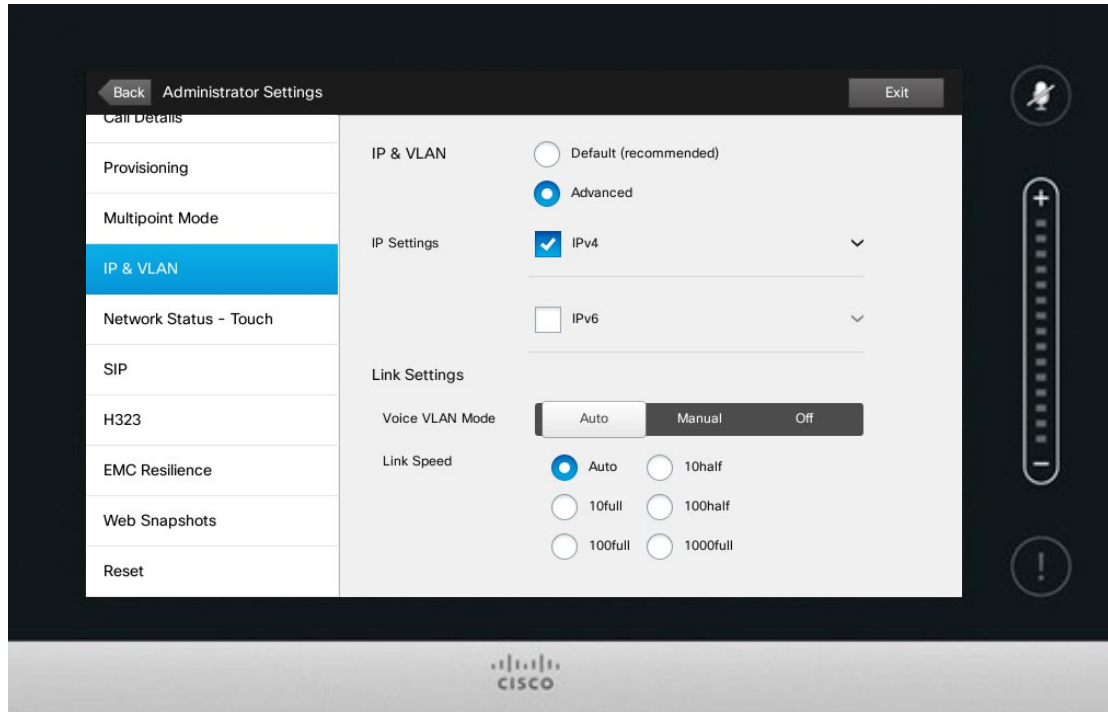 Back Administrator Settings Exit
Call Details
Provisioning
Multipoint Mode
IP & VLAN
Network Status - Touch
SIP
H323
EMC Resilience
Web Snapshots
Reset
IP & VLAN Default (recommended)
Advanced
IP Settings IPv4
IPv6
Link Settings
Voice VLAN Mode Auto Manual Off
Link Speed Auto 10half
10full 100half
100full 1000full
+
-
!
CISCO